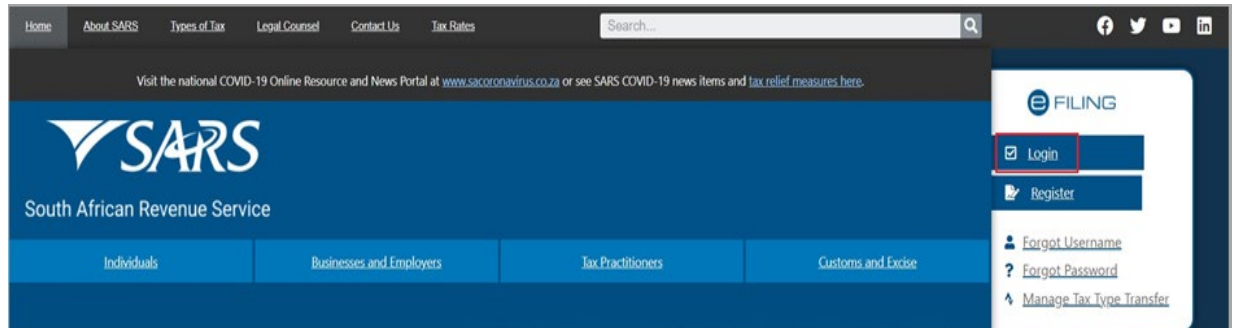 Home About SARS Types of Tax Legal Counsel Contact Us Tax Rates Search...
Visit the national COVID-19 Online Resource and News Portal at www.sacoronavirus.co.za or see SARS COVID-19 news items and tax relief measures here.
SARS
South African Revenue Service
Individuals Businesses and Employers Tax Practitioners Customs and Excise
e FILING
Login
Register
Forgot Username
? Forgot Password
Manage Tax Type Transfer